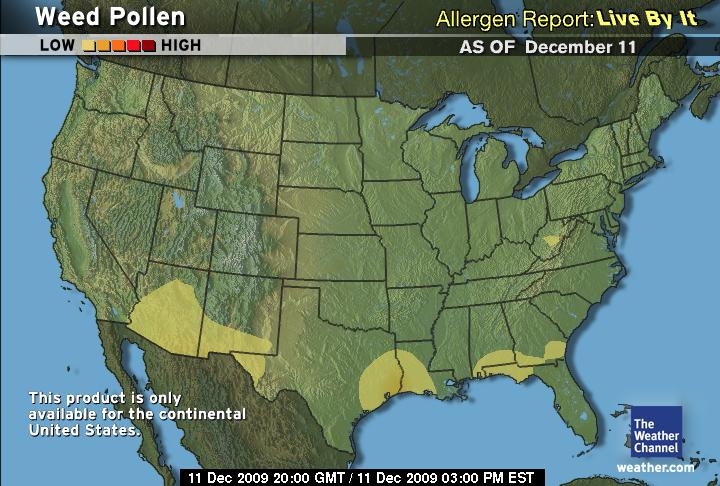 Weed Pollen
Allergen Report: Live By It
LOW HIGH
AS OF December 11
This product is only
available for the continental
United States.
The
Weather
Channel
weather.com
11 Dec 2009 20:00 GMT / 11 Dec 2009 03:00 PM EST